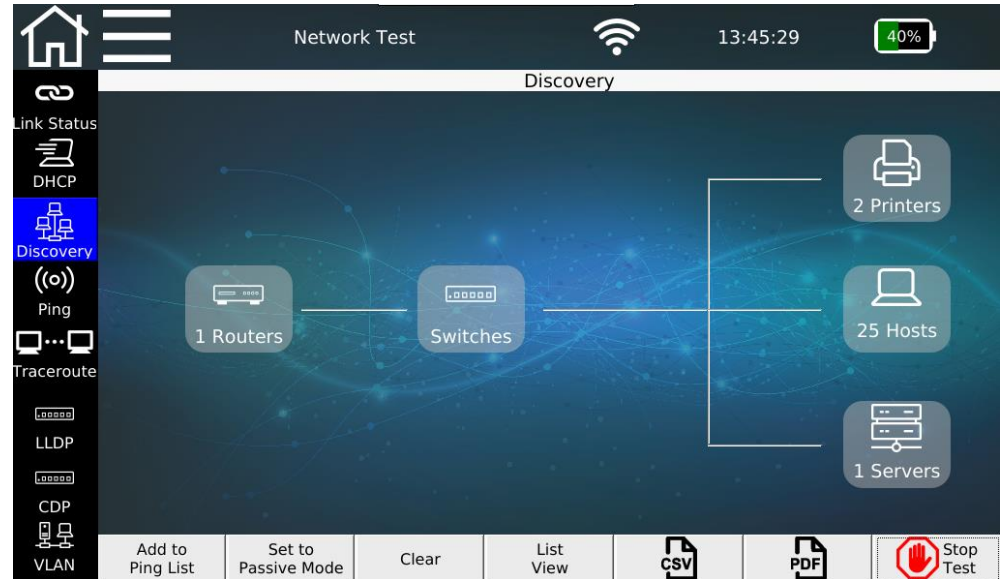 Network Test
13:45:29
40%
Discovery
Link Status
DHCP
Discovery
Ping
Traceroute
LLDP
CDP
VLAN
1 Routers
Switches
2 Printers
25 Hosts
1 Servers
Add to
Ping List
Set to
Passive Mode
Clear
List
View
CSV
PDF
Stop
Test